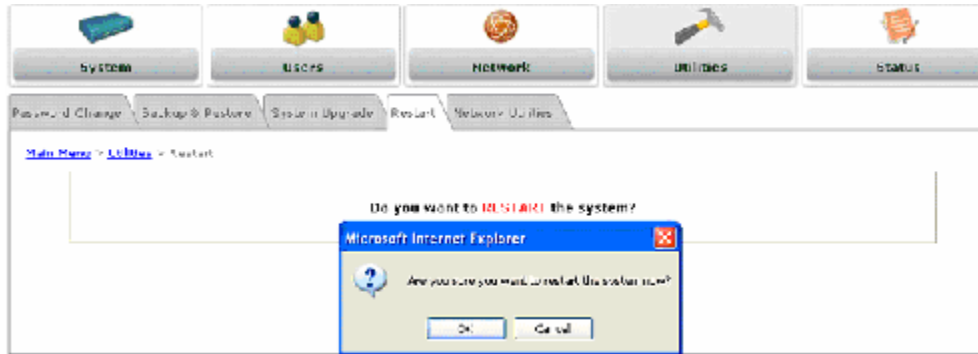 System Users Network Utilities Status
Password Change Backup & Restore System Upgrade Restart Network Utilities
Main Menu > Utilities > Restart
Do you want to RESTART the system?
Microsoft Internet Explorer
Are you sure you want to restart the system now?
OK Cancel